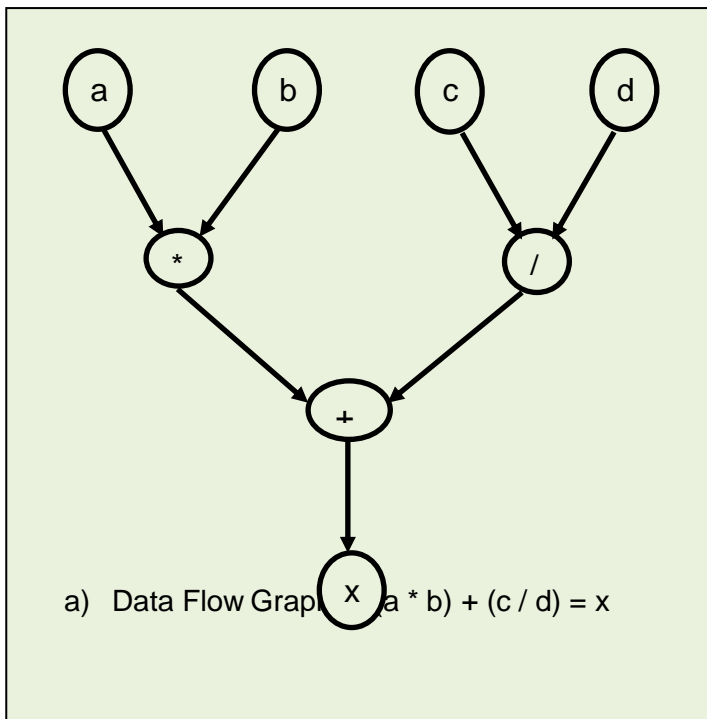 a b c d
* /
+
x
a) Data Flow Grap (a * b) + (c / d) = x